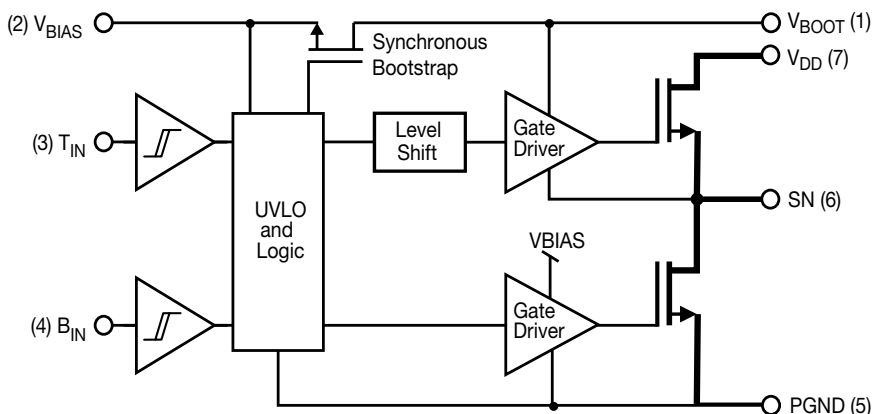 (2) VBIAS
VBOOT (1)
Synchronous
Bootstrap
VDD (7)
(3) TIN
Level
Shift
Gate
Driver
UVLO
and
Logic
SN (6)
VBIAS
(4) BIN
Gate
Driver
PGND (5)